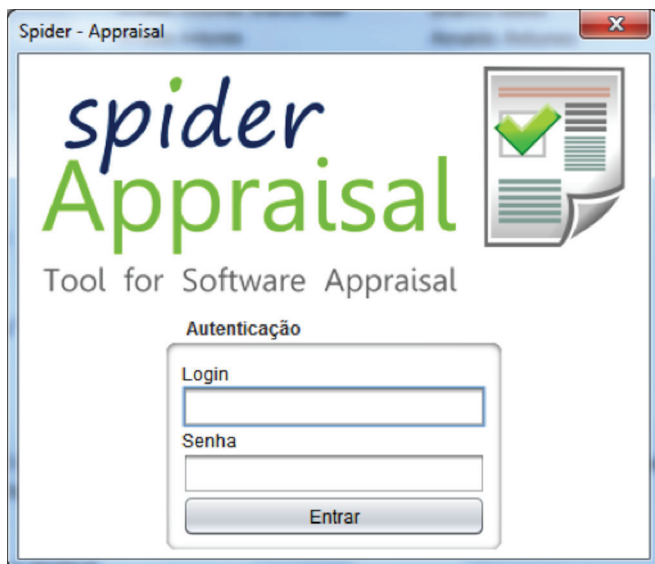 Spider - Appraisal
spider
Appraisal
Tool for Software Appraisal
Autenticação
Login
Senha
Entrar